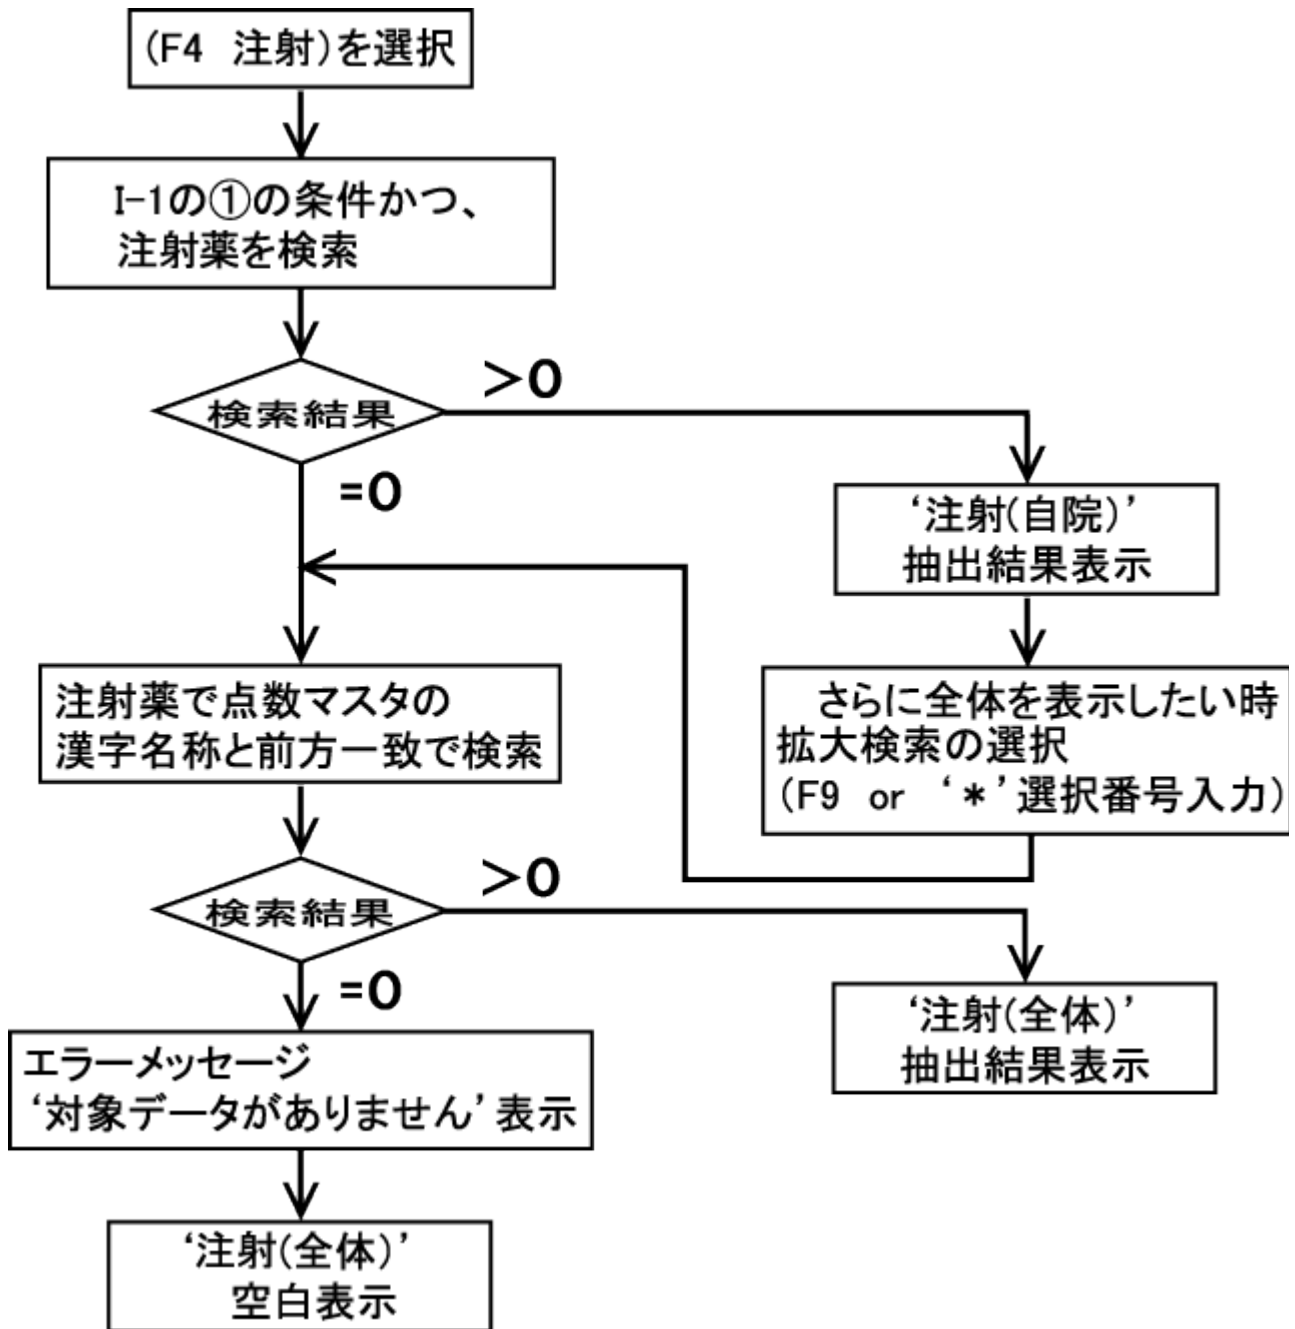 (F4 注射)を選択
I-1の①の条件かつ、
注射薬を検索
検索結果
>0
=0
‘注射(自院)’
抽出結果表示
さらに全体を表示したい時
拡大検索の選択
(F9 or ‘*’選択番号入力)
注射薬で点数マスタの
漢字名称と前方一致で検索
検索結果
>0
=0
‘注射(全体)’
抽出結果表示
エラーメッセージ
‘対象データがありません’表示
‘注射(全体)’
空白表示